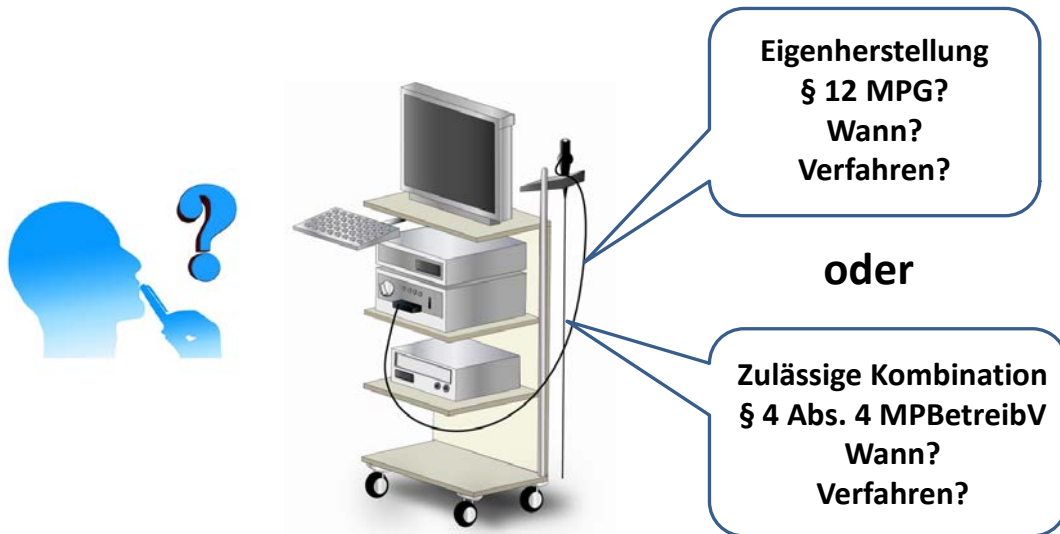 Eigenherstellung
§ 12 MPG?
Wann?
Verfahren?
oder
Zulässige Kombination
§ 4 Abs. 4 MPBetreibV
Wann?
Verfahren?